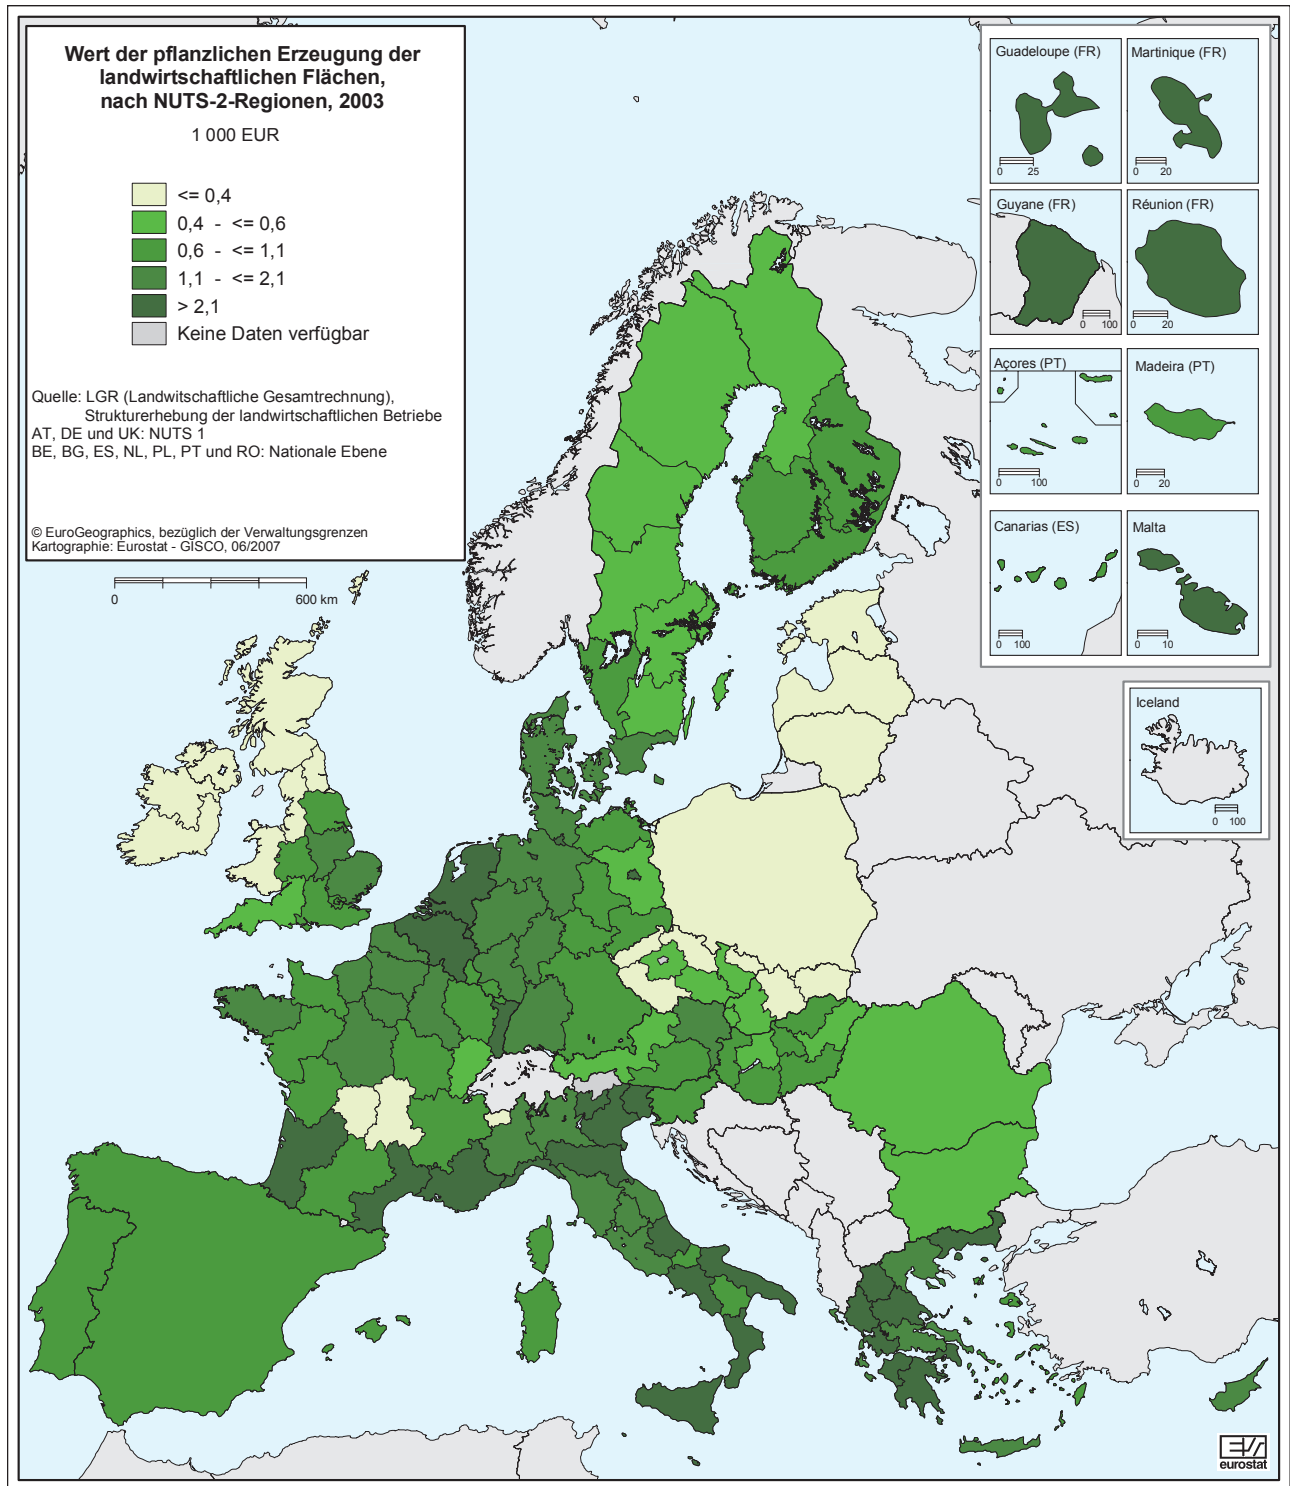 Wert der pflanzlichen Erzeugung der
landwirtschaftlichen Flächen,
nach NUTS-2-Regionen, 2003
1 000 EUR
<= 0,4
0,4 - <= 0,6
0,6 - <= 1,1
1,1 - <= 2,1
> 2,1
Keine Daten verfügbar
Quelle: LGR (Landwitschaftliche Gesamtrechnung),
Strukturerhebung der landwirtschaftlichen Betriebe
AT, DE und UK: NUTS 1
BE, BG, ES, NL, PL, PT und RO: Nationale Ebene
© EuroGeographics, bezüglich der Verwaltungsgrenzen
Kartographie: Eurostat - GISCO, 06/2007
0 600 km
Guadeloupe (FR)
0 25
Martinique (FR)
0 20
Guyane (FR)
0 100
Réunion (FR)
0 20
Açores (PT)
0 100
Madeira (PT)
0 20
Canarias (ES)
0 100
Malta
0 10
Iceland
0 100
eurostat